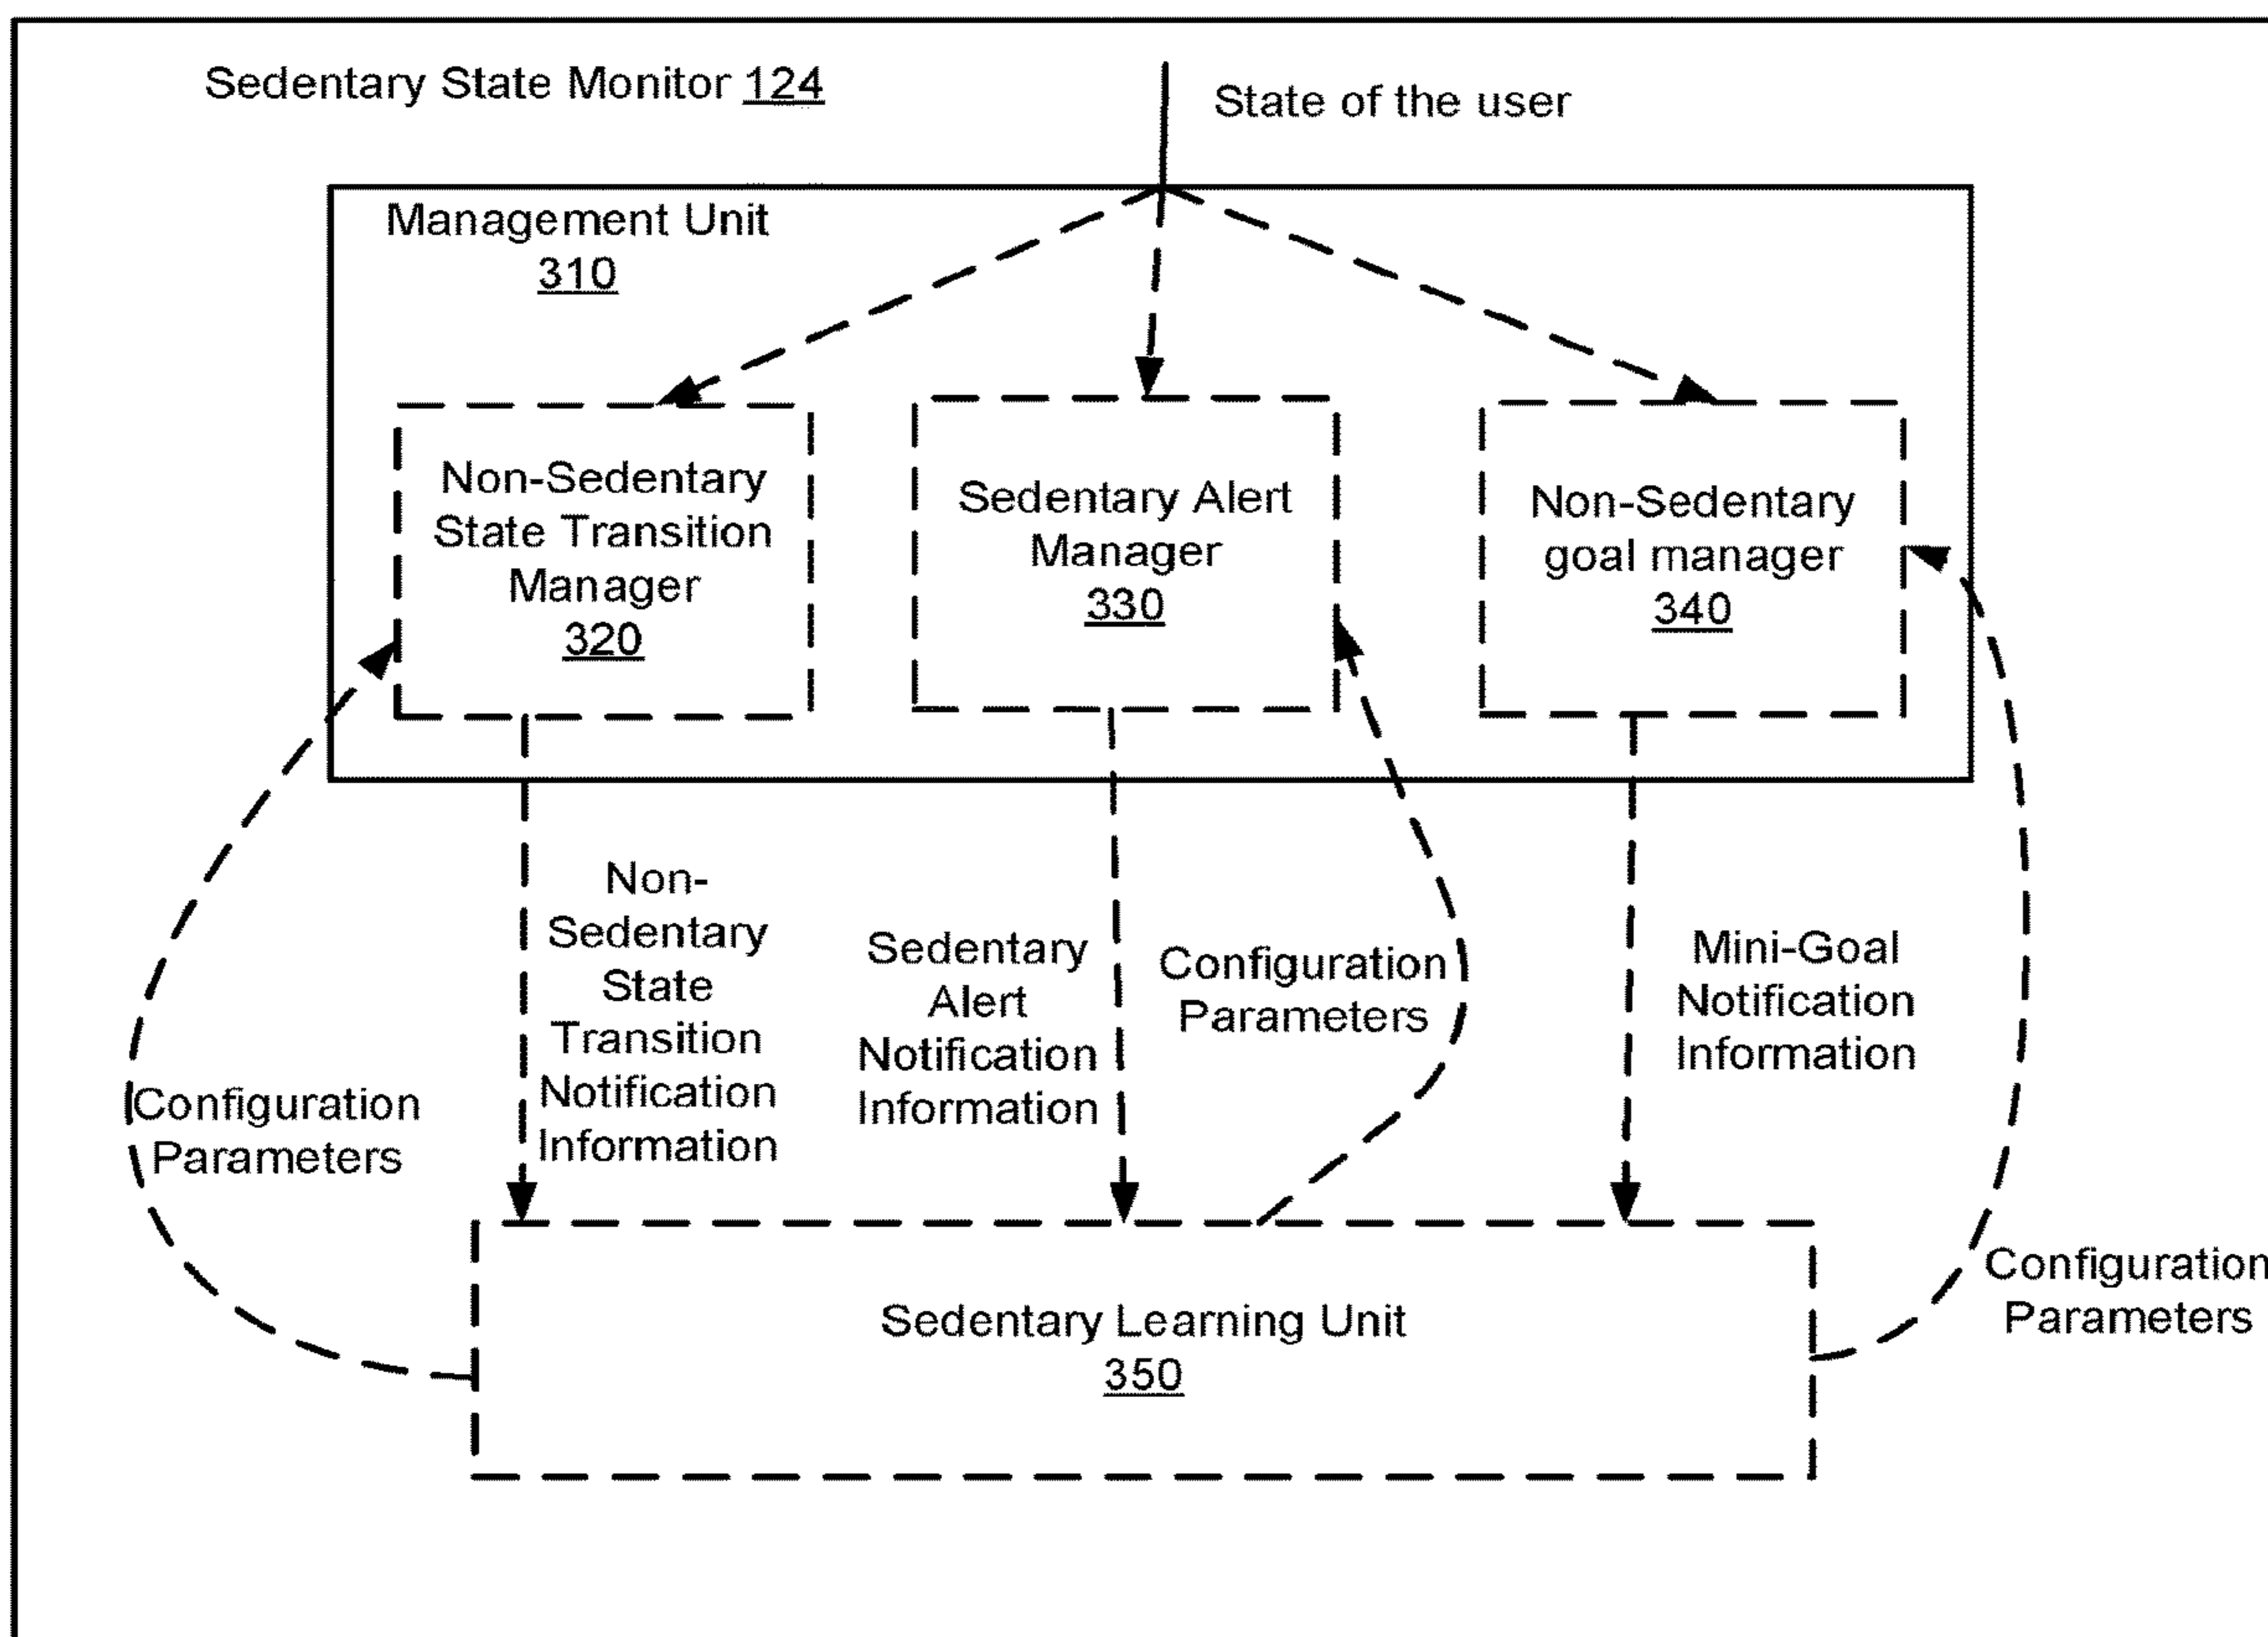 Sedentary State Monitor 124
State of the user
Management Unit
310
Non-Sedentary
State Transition
Manager
320
Sedentary Alert
Manager
330
Non-Sedentary
goal manager
340
Configuration
Parameters
Non-
Sedentary
State
Transition
Notification
Information
Sedentary
Alert
Notification
Information
Configuration
Parameters
Mini-Goal
Notification
Information
Configuration
Parameters
Sedentary Learning Unit
350